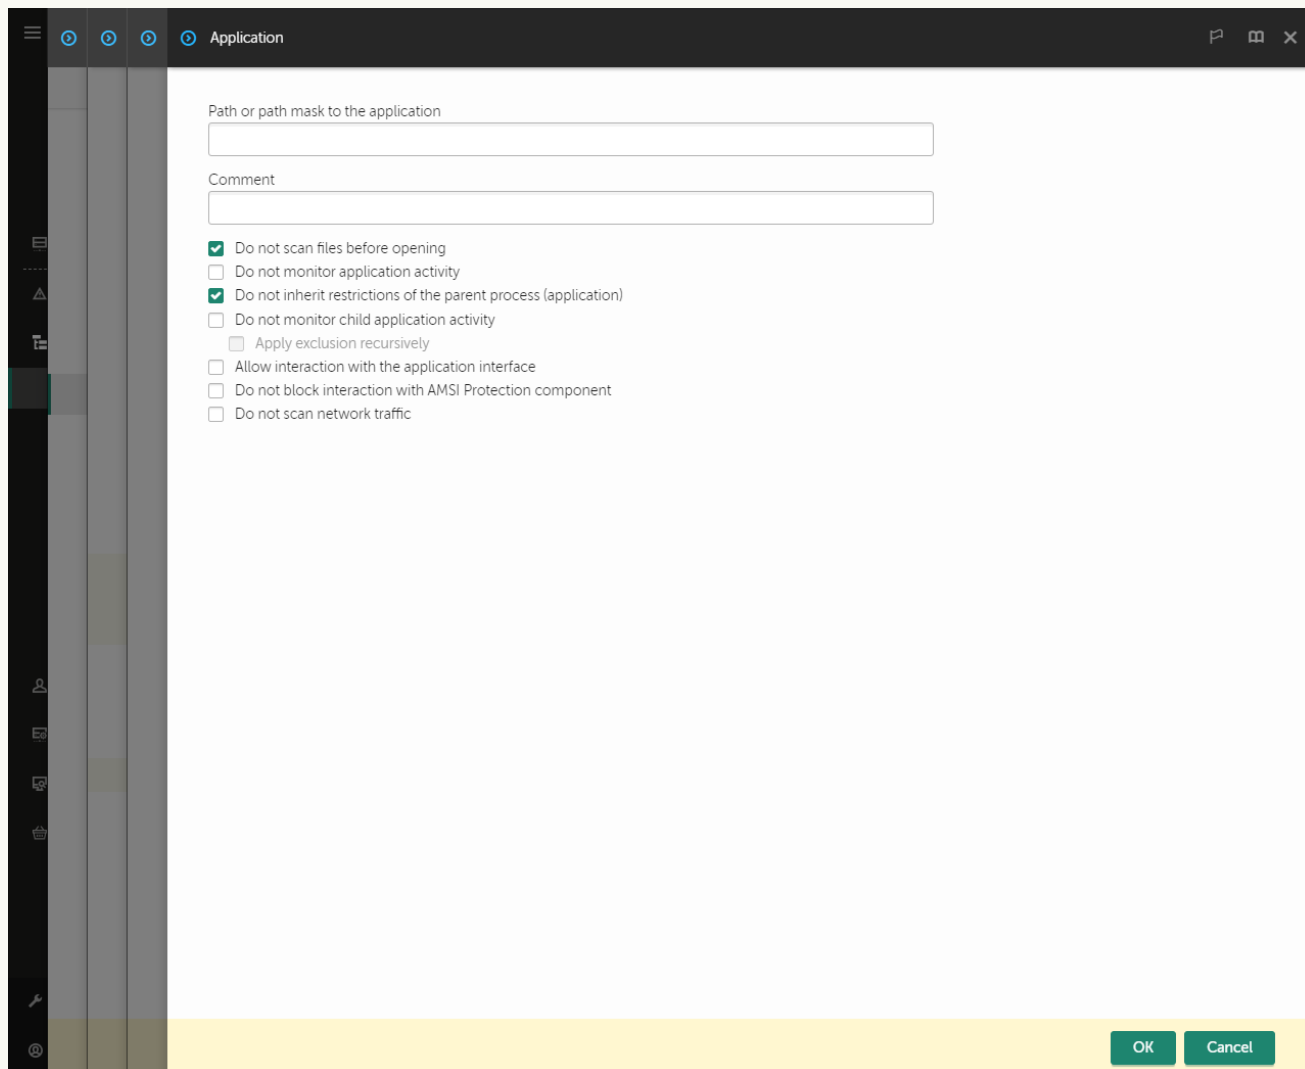 Application
Path or path mask to the application
Comment
Do not scan files before opening
Do not monitor application activity
Do not inherit restrictions of the parent process (application)
Do not monitor child application activity
Apply exclusion recursively
Allow interaction with the application interface
Do not block interaction with AMSI Protection component
Do not scan network traffic
OK
Cancel